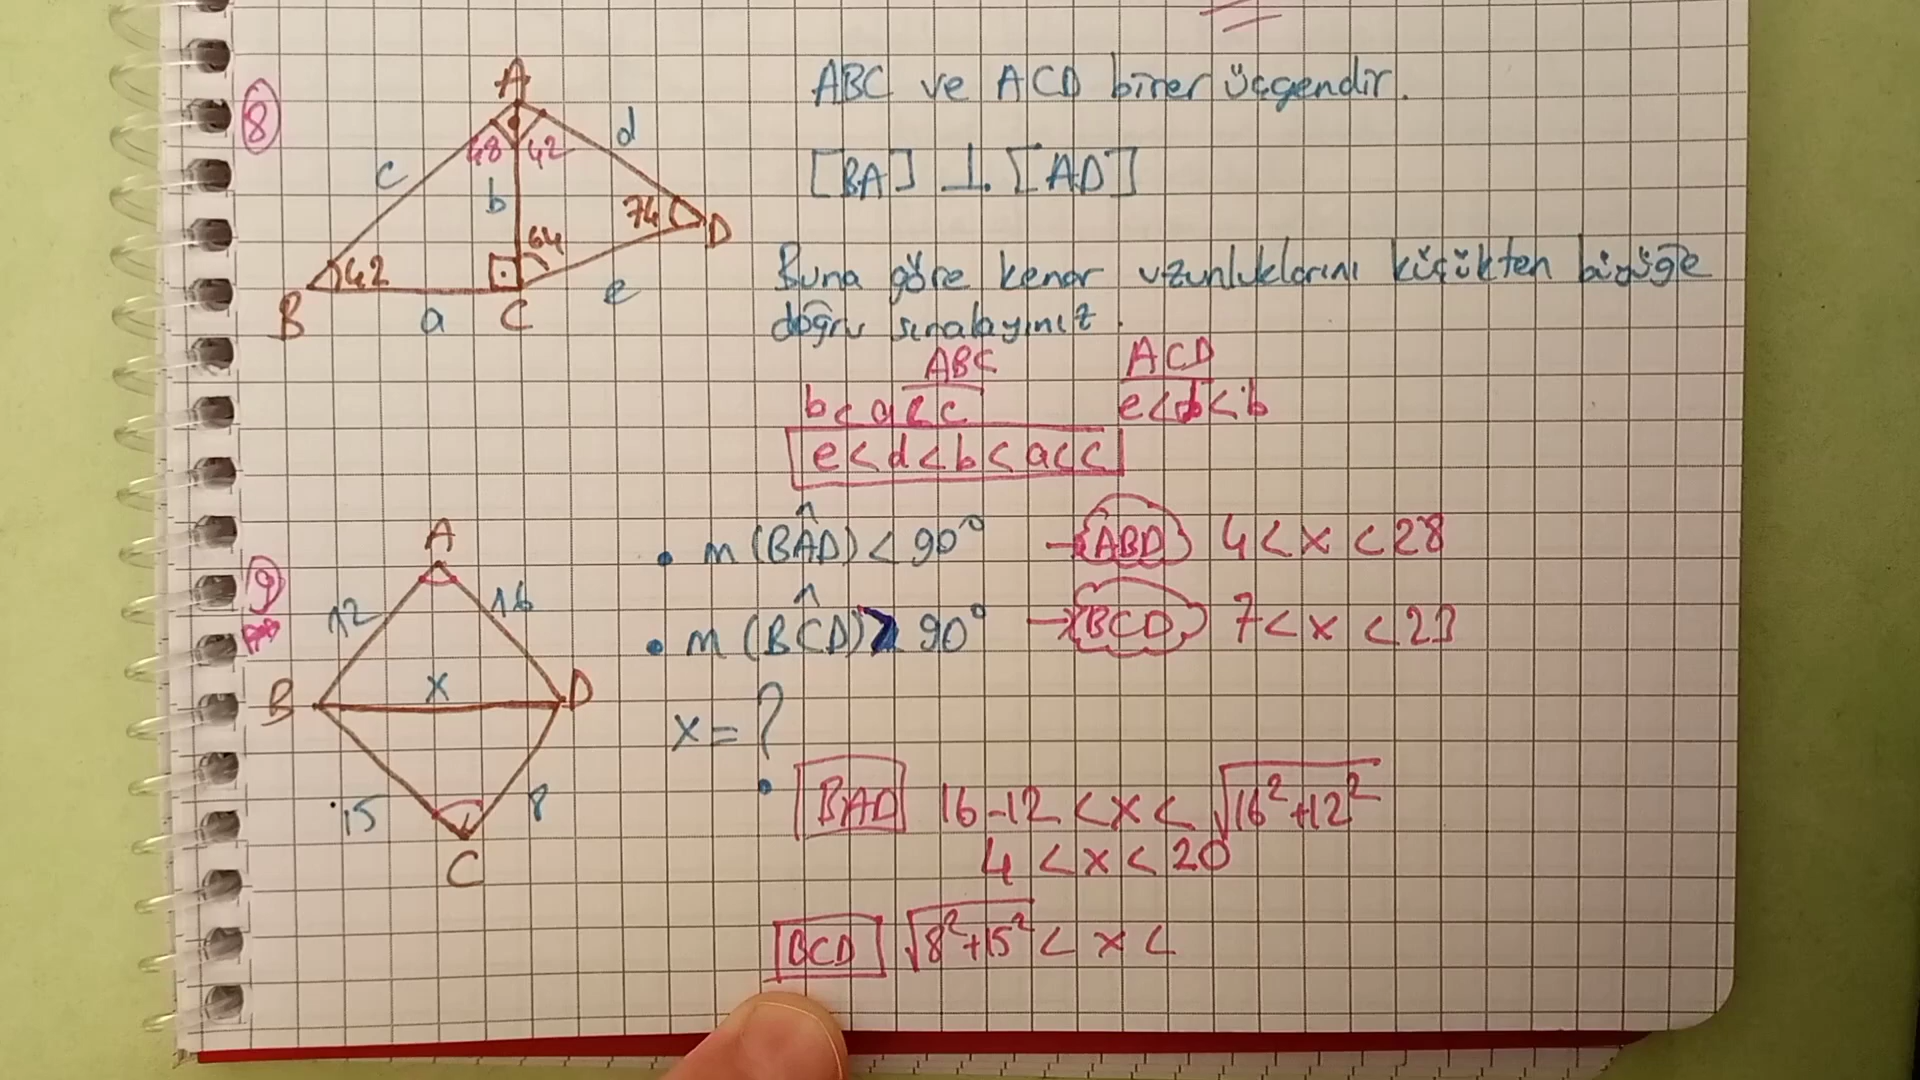 8
A
c
48
42
d
b
74
D
64
42
B
a
C
e
ABC ve ACD birer üçgendir.
[BA] ⊥ [AD]
Buna göre kenar uzunluklarını küçükten büyüğe
doğru sıralayınız.
ABC
ACD
b<a<c
e<d<b
e<d<b<a<c
9
A
12
16
B
x
D
15
8
C
• m(BÂD) < 90°
→ ABD 4<x<28
• m(BĈD) > 90°
→ BCD 7<x<23
x=?
BAD 16-12<x<√16²+12²
4<x<20
BCD √8²+15² < x <